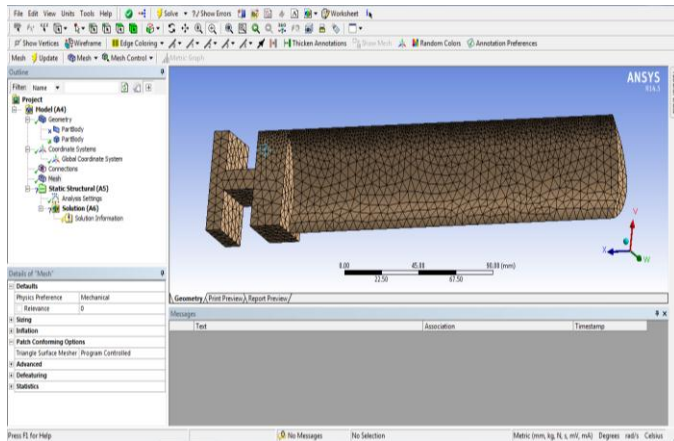 File Edit View Units Tools Help Solve ?/ Show Errors Worksheet
Show Vertices Wireframe Edge Coloring Thicken Annotations Show Mesh Random Colors Annotation Preferences
Mesh Update Mesh Mesh Control Metric Graph
Outline
Filter: Name
Project
Model (A4)
Geometry
PartBody
PartBody
Coordinate Systems
Global Coordinate System
Connections
Mesh
Static Structural (A5)
Analysis Settings
Solution (A6)
Solution Information
Details of "Mesh"
Defaults
Physics Preference Mechanical
Relevance 0
Sizing
Inflation
Patch Conforming Options
Triangle Surface Mesher Program Controlled
Advanced
Defeaturing
Statistics
ANSYS
R14.5
0.00 45.00 90.00 (mm)
22.50 67.50
X
Geometry Print Preview Report Preview
Messages
Text Association Timestamp
Press F1 for Help No Messages No Selection Metric (mm, kg, N, s, mV, mA) Degrees rad/s Celsius